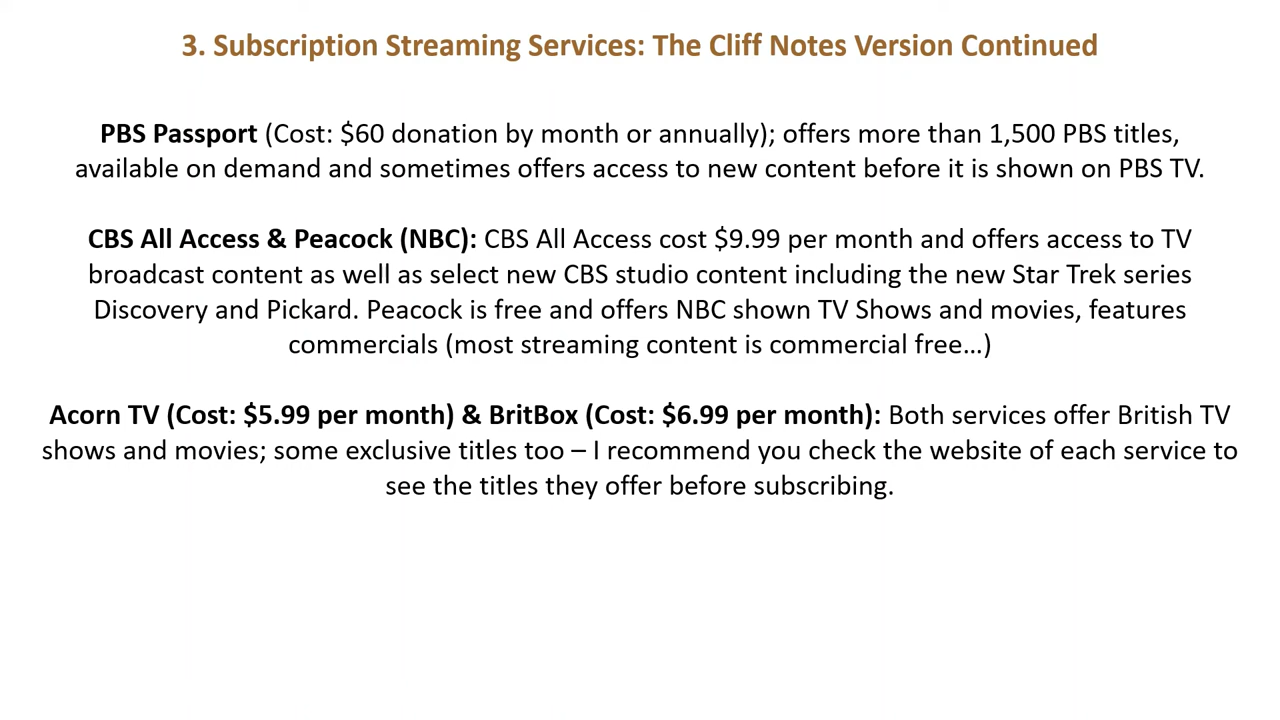 3. Subscription Streaming Services: The Cliff Notes Version Continued
PBS Passport (Cost: $60 donation by month or annually); offers more than 1,500 PBS titles,
available on demand and sometimes offers access to new content before it is shown on PBS TV.
CBS All Access & Peacock (NBC): CBS All Access cost $9.99 per month and offers access to TV
broadcast content as well as select new CBS studio content including the new Star Trek series
Discovery and Pickard. Peacock is free and offers NBC shown TV Shows and movies, features
commercials (most streaming content is commercial free…)
Acorn TV (Cost: $5.99 per month) & BritBox (Cost: $6.99 per month): Both services offer British TV
shows and movies; some exclusive titles too – I recommend you check the website of each service to
see the titles they offer before subscribing.